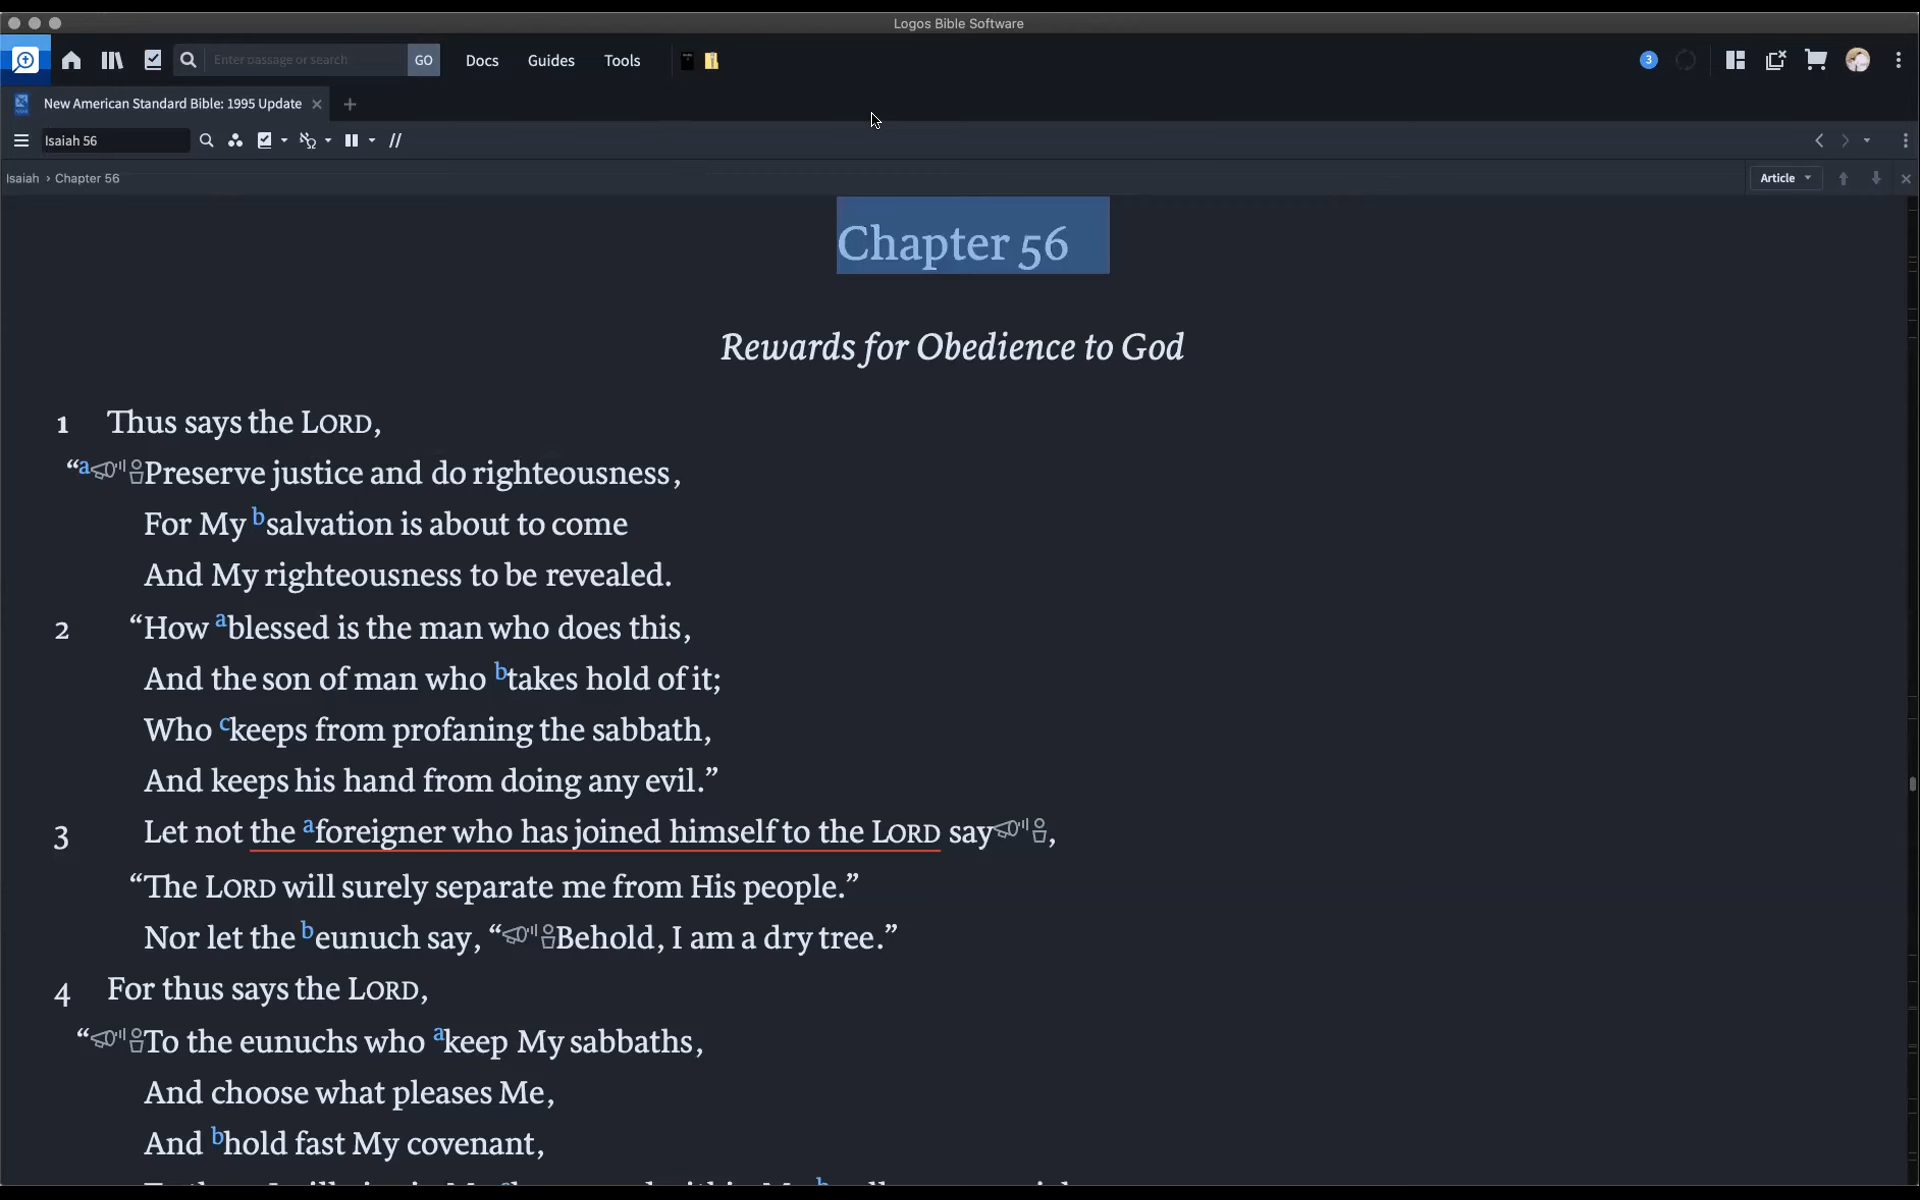 Logos Bible Software
Enter passage or search GO Docs Guides Tools 3
New American Standard Bible: 1995 Update
Isaiah 56
Isaiah › Chapter 56 Article
Chapter 56
Rewards for Obedience to God
1 Thus says the LORD,
“aPreserve justice and do righteousness,
For My bsalvation is about to come
And My righteousness to be revealed.
2 “How ablessed is the man who does this,
And the son of man who btakes hold of it;
Who ckeeps from profaning the sabbath,
And keeps his hand from doing any evil.”
3 Let not the aforeigner who has joined himself to the LORD say,
“The LORD will surely separate me from His people.”
Nor let the beunuch say, “Behold, I am a dry tree.”
4 For thus says the LORD,
“To the eunuchs who akeep My sabbaths,
And choose what pleases Me,
And bhold fast My covenant,